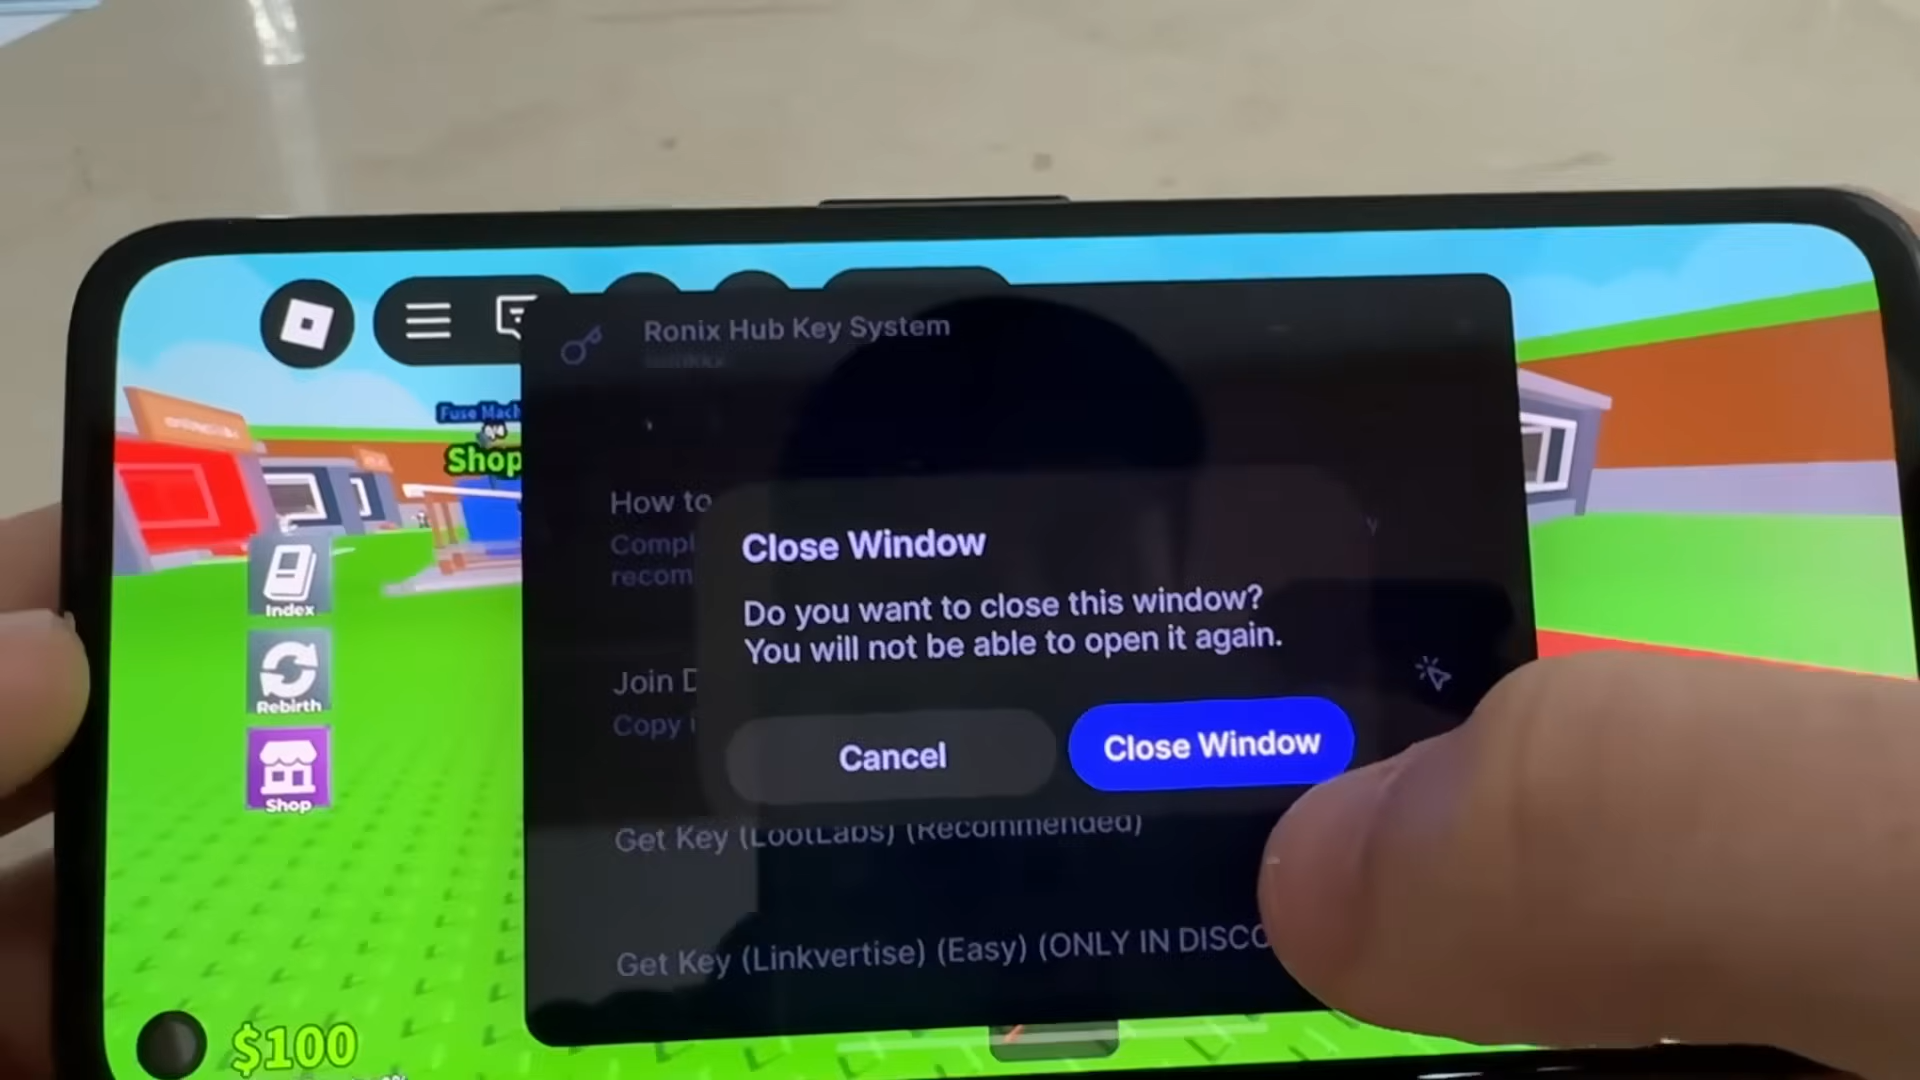 Ronix Hub Key System
Fuse Mach
0/4
Shop
How to
Compl
recom
Close Window
Do you want to close this window?
You will not be able to open it again.
Index
Join D
Rebirth
Copy
Cancel
Close Window
Shop
Get Key (LootLabs) (Recommended)
Get Key (Linkvertise) (Easy) (ONLY IN DISCO
$100